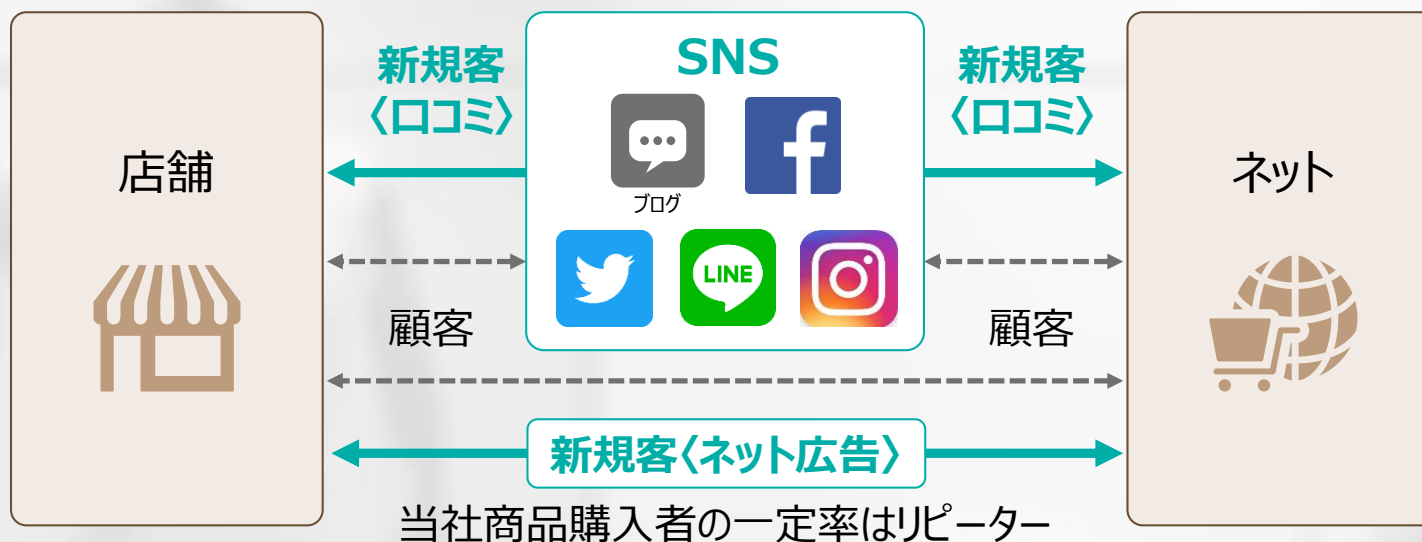 店舗
新規客
〈口コミ〉
SNS
ブログ
LINE
新規客
〈口コミ〉
ネット
顧客
顧客
新規客〈ネット広告〉
当社商品購入者の一定率はリピーター